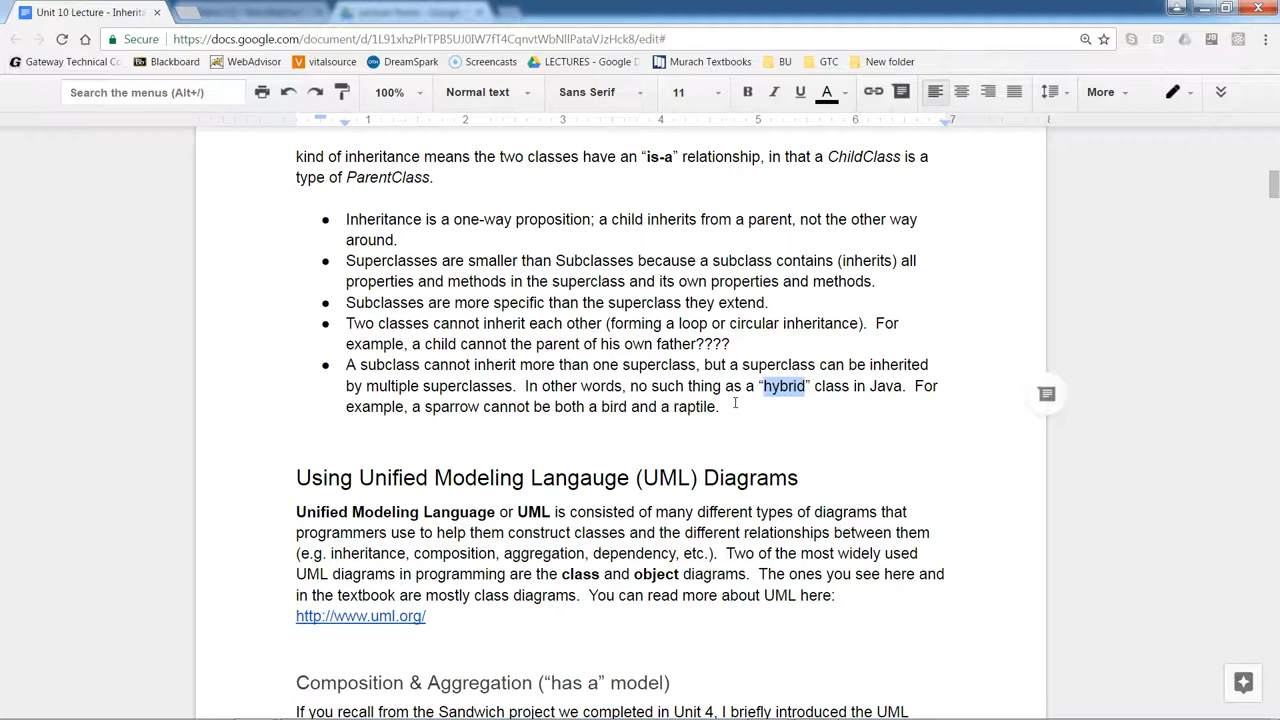 Unit 10 Lecture - Inherita
Secure
https://docs.google.com/document/d/1L91xhzPlrTPB5UJ0IW7fT4CqnvtWbNllPataVJzHck8/edit#
Gateway Technical Co
Blackboard
WebAdvisor
vitalsource
DreamSpark
Screencasts
LECTURES - Google D
Murach Textbooks
BU
GTC
New folder
Search the menus (Alt+/)
100%
Normal text
Sans Serif
11
B I U A
More
1 2 3 4 5 6 7
kind of inheritance means the two classes have an “is-a” relationship, in that a ChildClass is a
type of ParentClass.
● Inheritance is a one-way proposition; a child inherits from a parent, not the other way
around.
● Superclasses are smaller than Subclasses because a subclass contains (inherits) all
properties and methods in the superclass and its own properties and methods.
● Subclasses are more specific than the superclass they extend.
● Two classes cannot inherit each other (forming a loop or circular inheritance).  For
example, a child cannot the parent of his own father????
● A subclass cannot inherit more than one superclass, but a superclass can be inherited
by multiple superclasses.  In other words, no such thing as a “hybrid” class in Java.  For
example, a sparrow cannot be both a bird and a raptile.
Using Unified Modeling Langauge (UML) Diagrams
Unified Modeling Language or UML is consisted of many different types of diagrams that
programmers use to help them construct classes and the different relationships between them
(e.g. inheritance, composition, aggregation, dependency, etc.).  Two of the most widely used
UML diagrams in programming are the class and object diagrams.  The ones you see here and
in the textbook are mostly class diagrams.  You can read more about UML here:
http://www.uml.org/
Composition & Aggregation (“has a” model)
If you recall from the Sandwich project we completed in Unit 4, I briefly introduced the UML